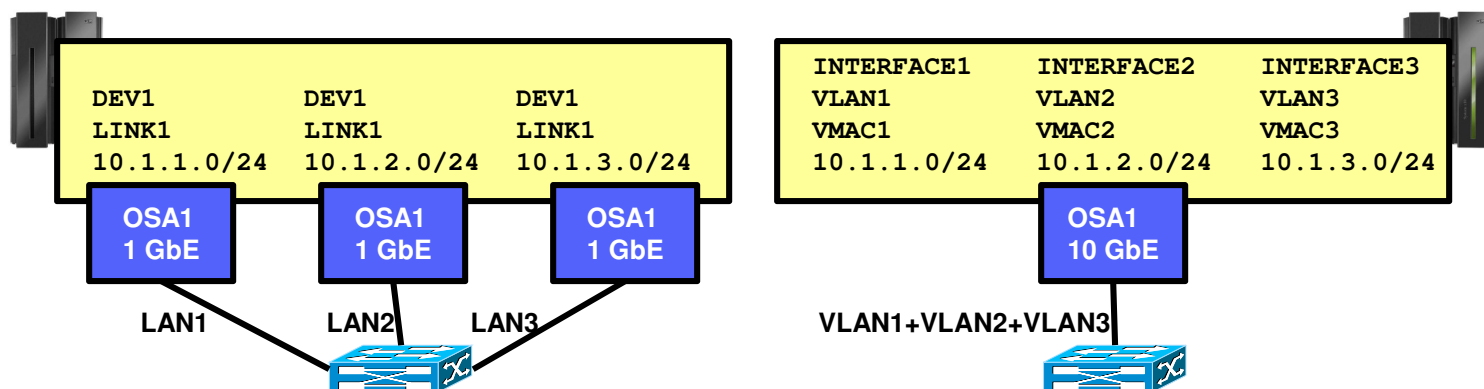 DEV1 DEV1 DEV1
LINK1 LINK1 LINK1
10.1.1.0/24 10.1.2.0/24 10.1.3.0/24
OSA1 OSA1 OSA1
1 GbE 1 GbE 1 GbE
LAN1 LAN2 LAN3
INTERFACE1 INTERFACE2 INTERFACE3
VLAN1 VLAN2 VLAN3
VMAC1 VMAC2 VMAC3
10.1.1.0/24 10.1.2.0/24 10.1.3.0/24
OSA1
10 GbE
VLAN1+VLAN2+VLAN3